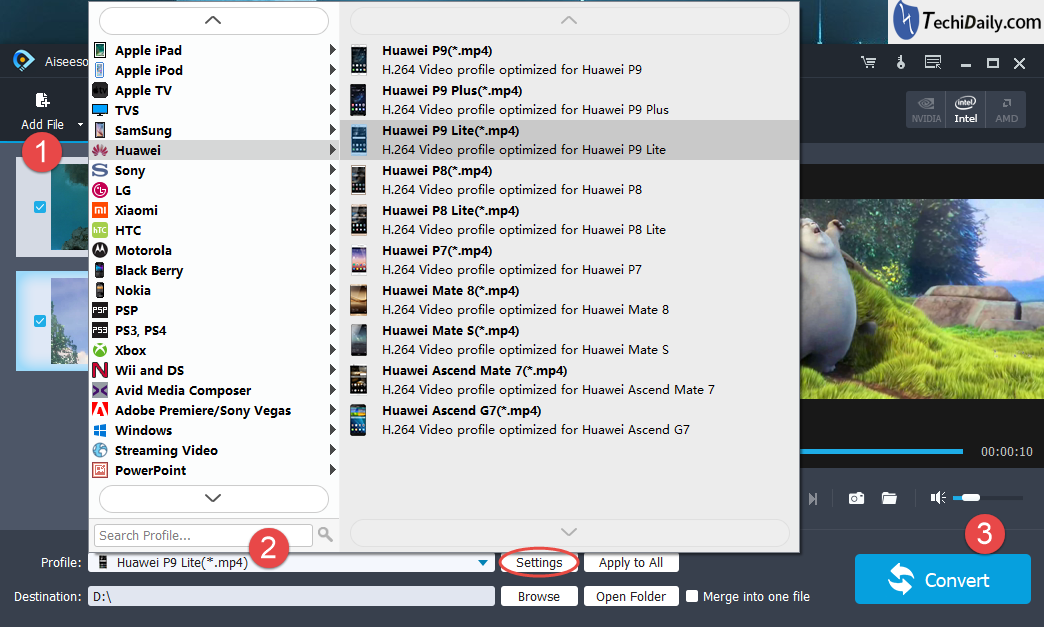 TechiDaily.com
Aiseeso
Add File
1
NVIDIA
intel
Intel
AMD
Apple iPad
Apple iPod
tv
Apple TV
TVS
SamSung
Huawei
Sony
LG
mi
Xiaomi
hTC
HTC
Motorola
Black Berry
Nokia
PSP
PSP
PS3
PS3, PS4
Xbox
Wii and DS
Avid Media Composer
Adobe Premiere/Sony Vegas
Windows
Streaming Video
PowerPoint
Search Profile...
Huawei P9(*.mp4)
H.264 Video profile optimized for Huawei P9
Huawei P9 Plus(*.mp4)
H.264 Video profile optimized for Huawei P9 Plus
Huawei P9 Lite(*.mp4)
H.264 Video profile optimized for Huawei P9 Lite
Huawei P8(*.mp4)
H.264 Video profile optimized for Huawei P8
Huawei P8 Lite(*.mp4)
H.264 Video profile optimized for Huawei P8 Lite
Huawei P7(*.mp4)
H.264 Video profile optimized for Huawei P7
Huawei Mate 8(*.mp4)
H.264 Video profile optimized for Huawei Mate 8
Huawei Mate S(*.mp4)
H.264 Video profile optimized for Huawei Mate S
Huawei Ascend Mate 7(*.mp4)
H.264 Video profile optimized for Huawei Ascend Mate 7
Huawei Ascend G7(*.mp4)
H.264 Video profile optimized for Huawei Ascend G7
00:00:10
2
3
Profile: Huawei P9 Lite(*.mp4) Settings Apply to All
Convert
Destination: D:\ Browse Open Folder Merge into one file